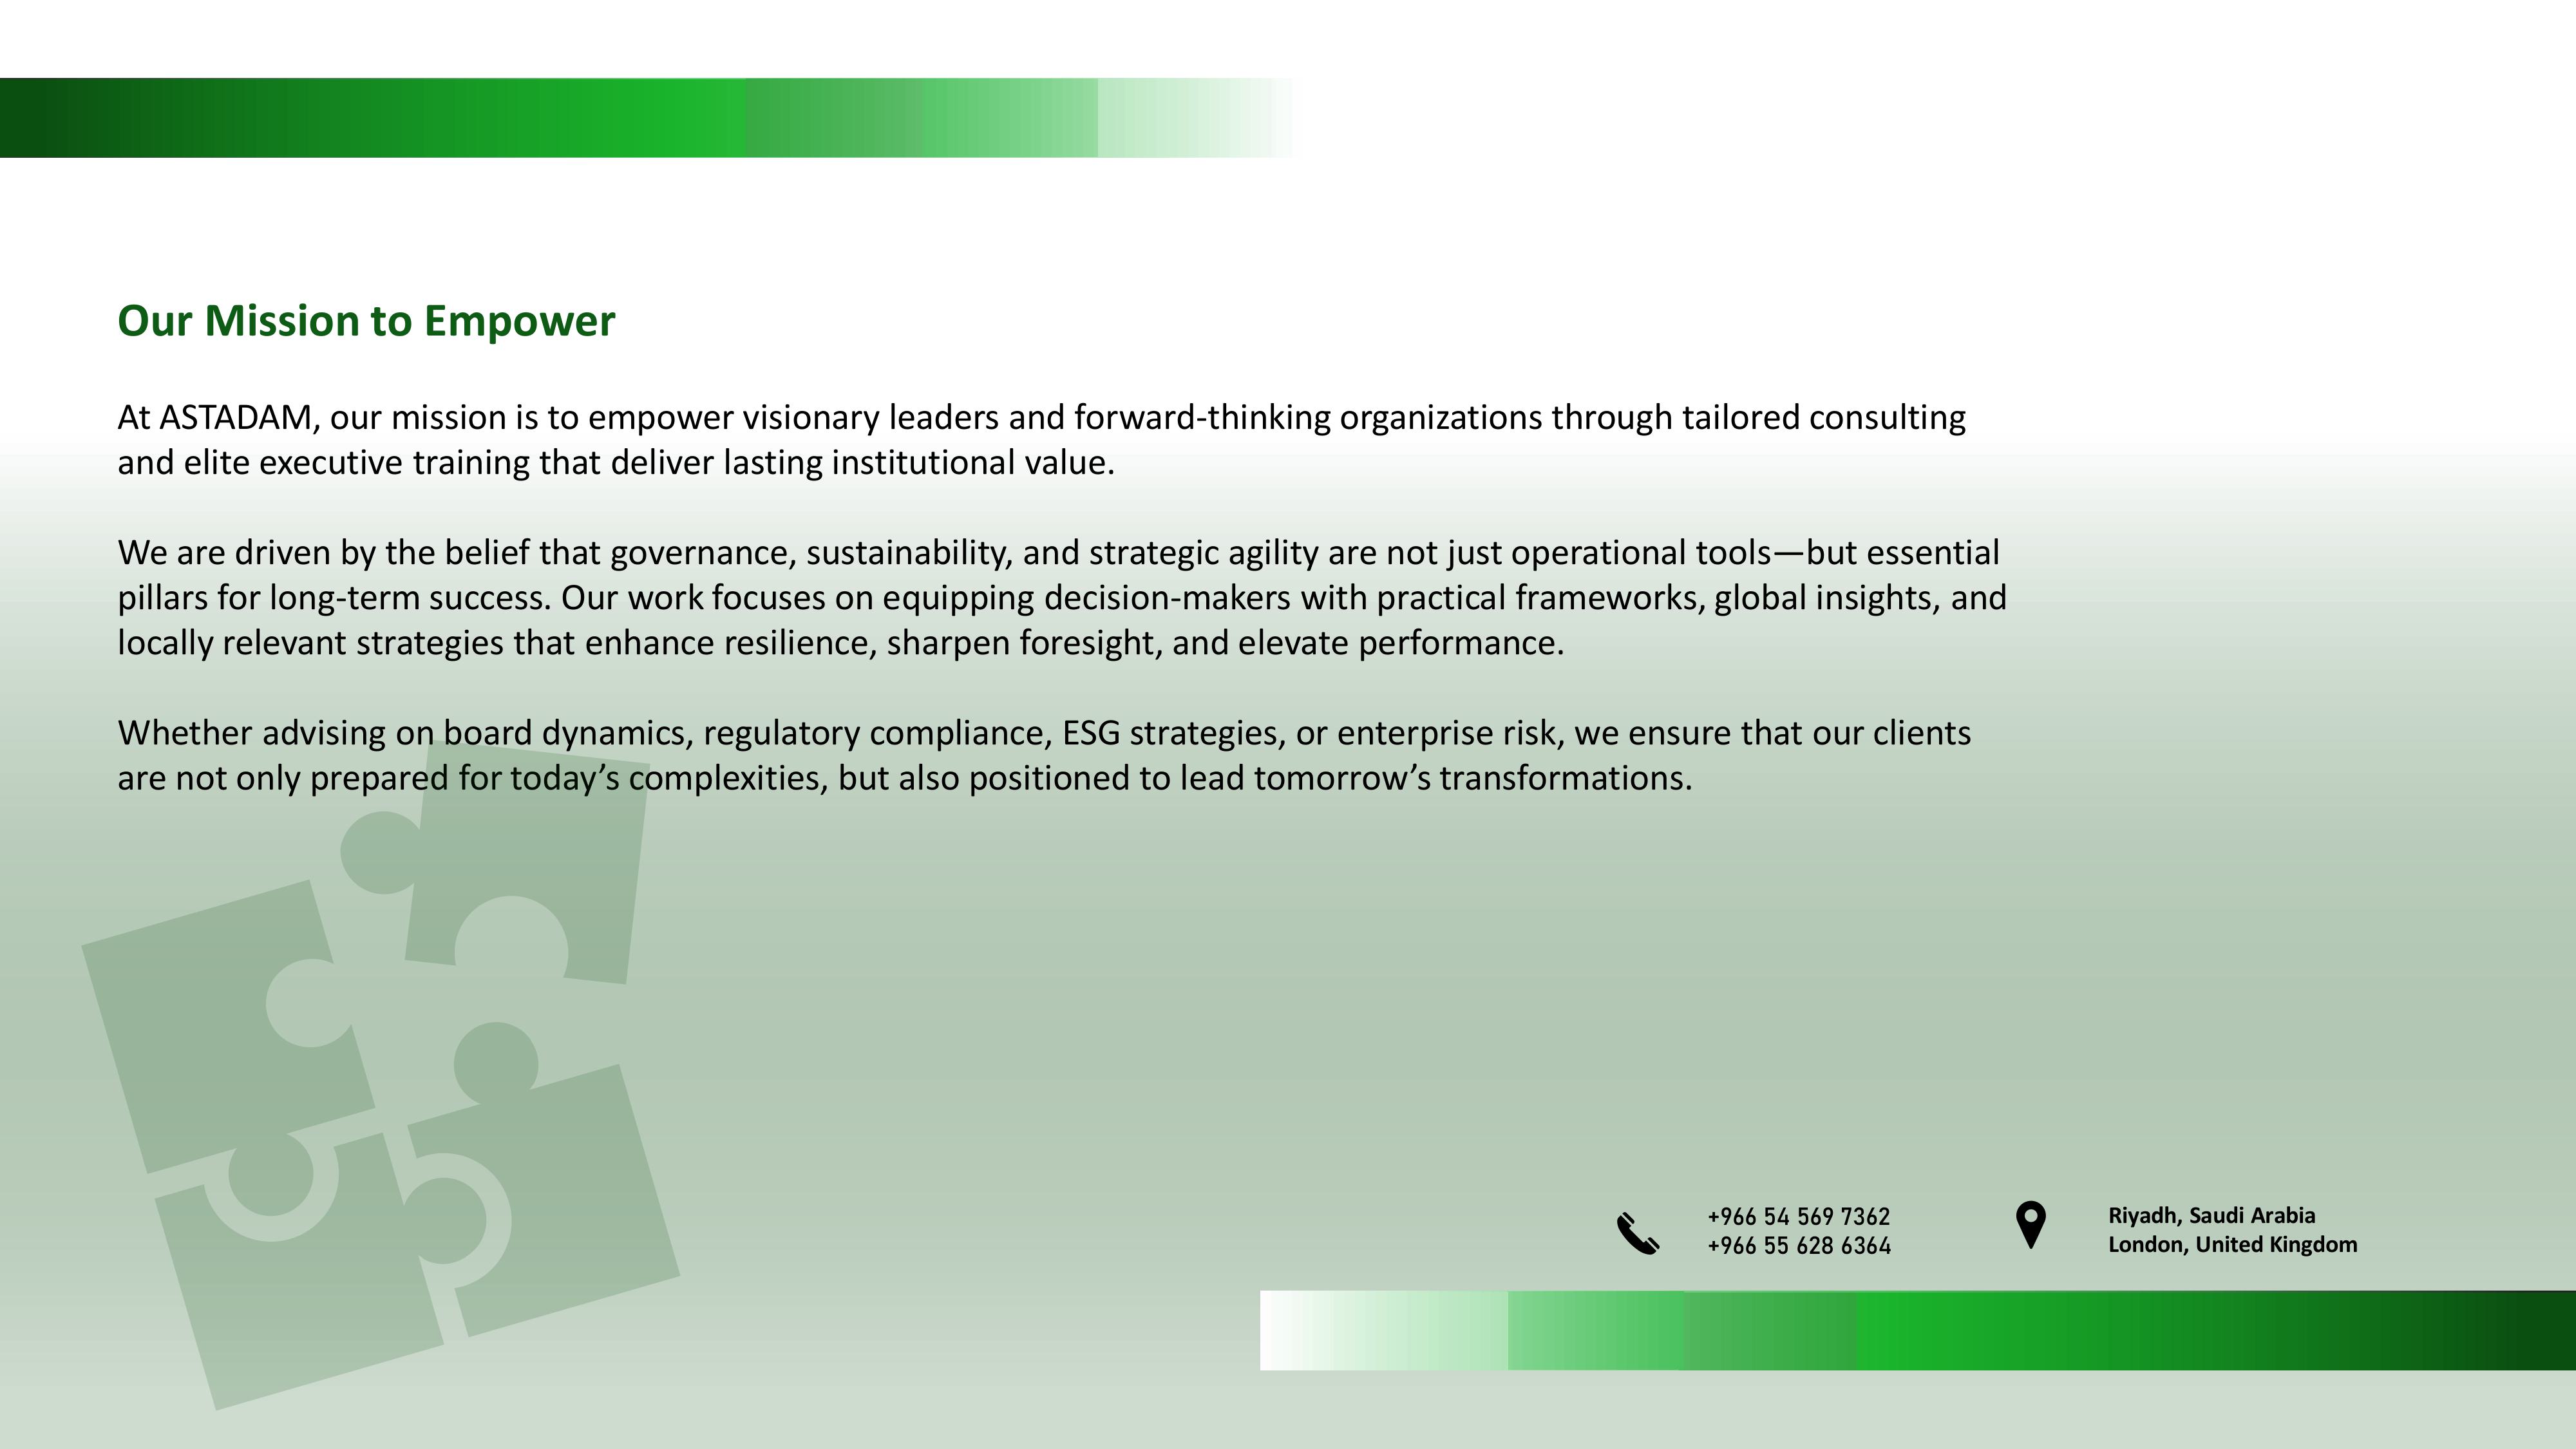 Our Mission to Empower
At ASTADAM, our mission is to empower visionary leaders and forward-thinking organizations through tailored consulting
and elite executive training that deliver lasting institutional value.
We are driven by the belief that governance, sustainability, and strategic agility are not just operational tools—but essential
pillars for long-term success. Our work focuses on equipping decision-makers with practical frameworks, global insights, and
locally relevant strategies that enhance resilience, sharpen foresight, and elevate performance.
Whether advising on board dynamics, regulatory compliance, ESG strategies, or enterprise risk, we ensure that our clients
are not only prepared for today’s complexities, but also positioned to lead tomorrow’s transformations.
+966 54 569 7362
+966 55 628 6364
Riyadh, Saudi Arabia
London, United Kingdom